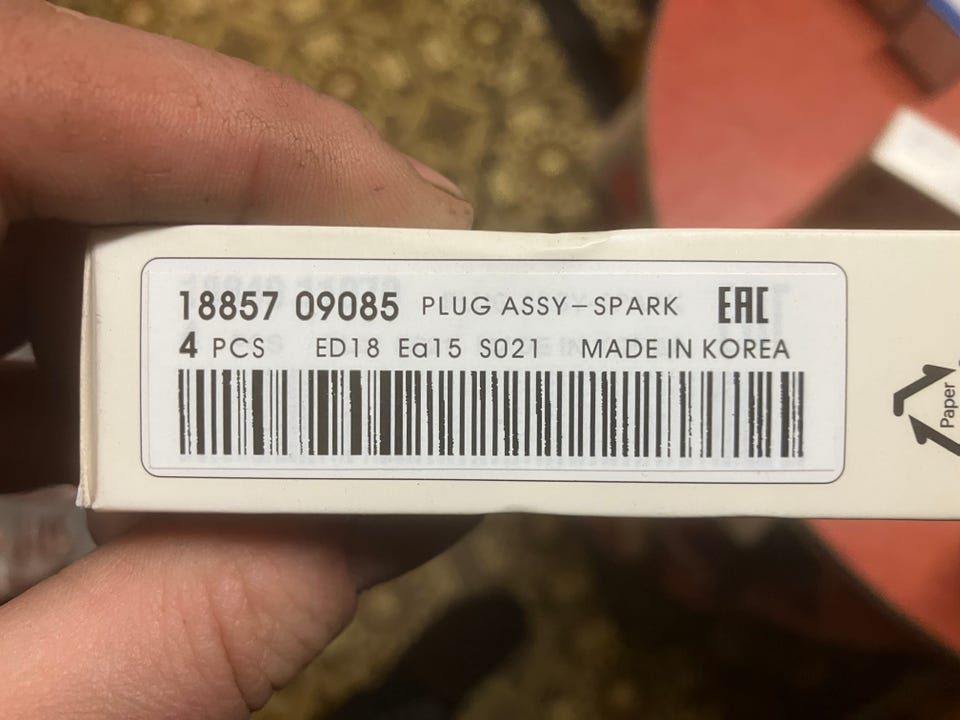 18857 09085 PLUG ASSY-SPARK EAC
4 PCS ED18 Ea15 S021 MADE IN KOREA
Paper